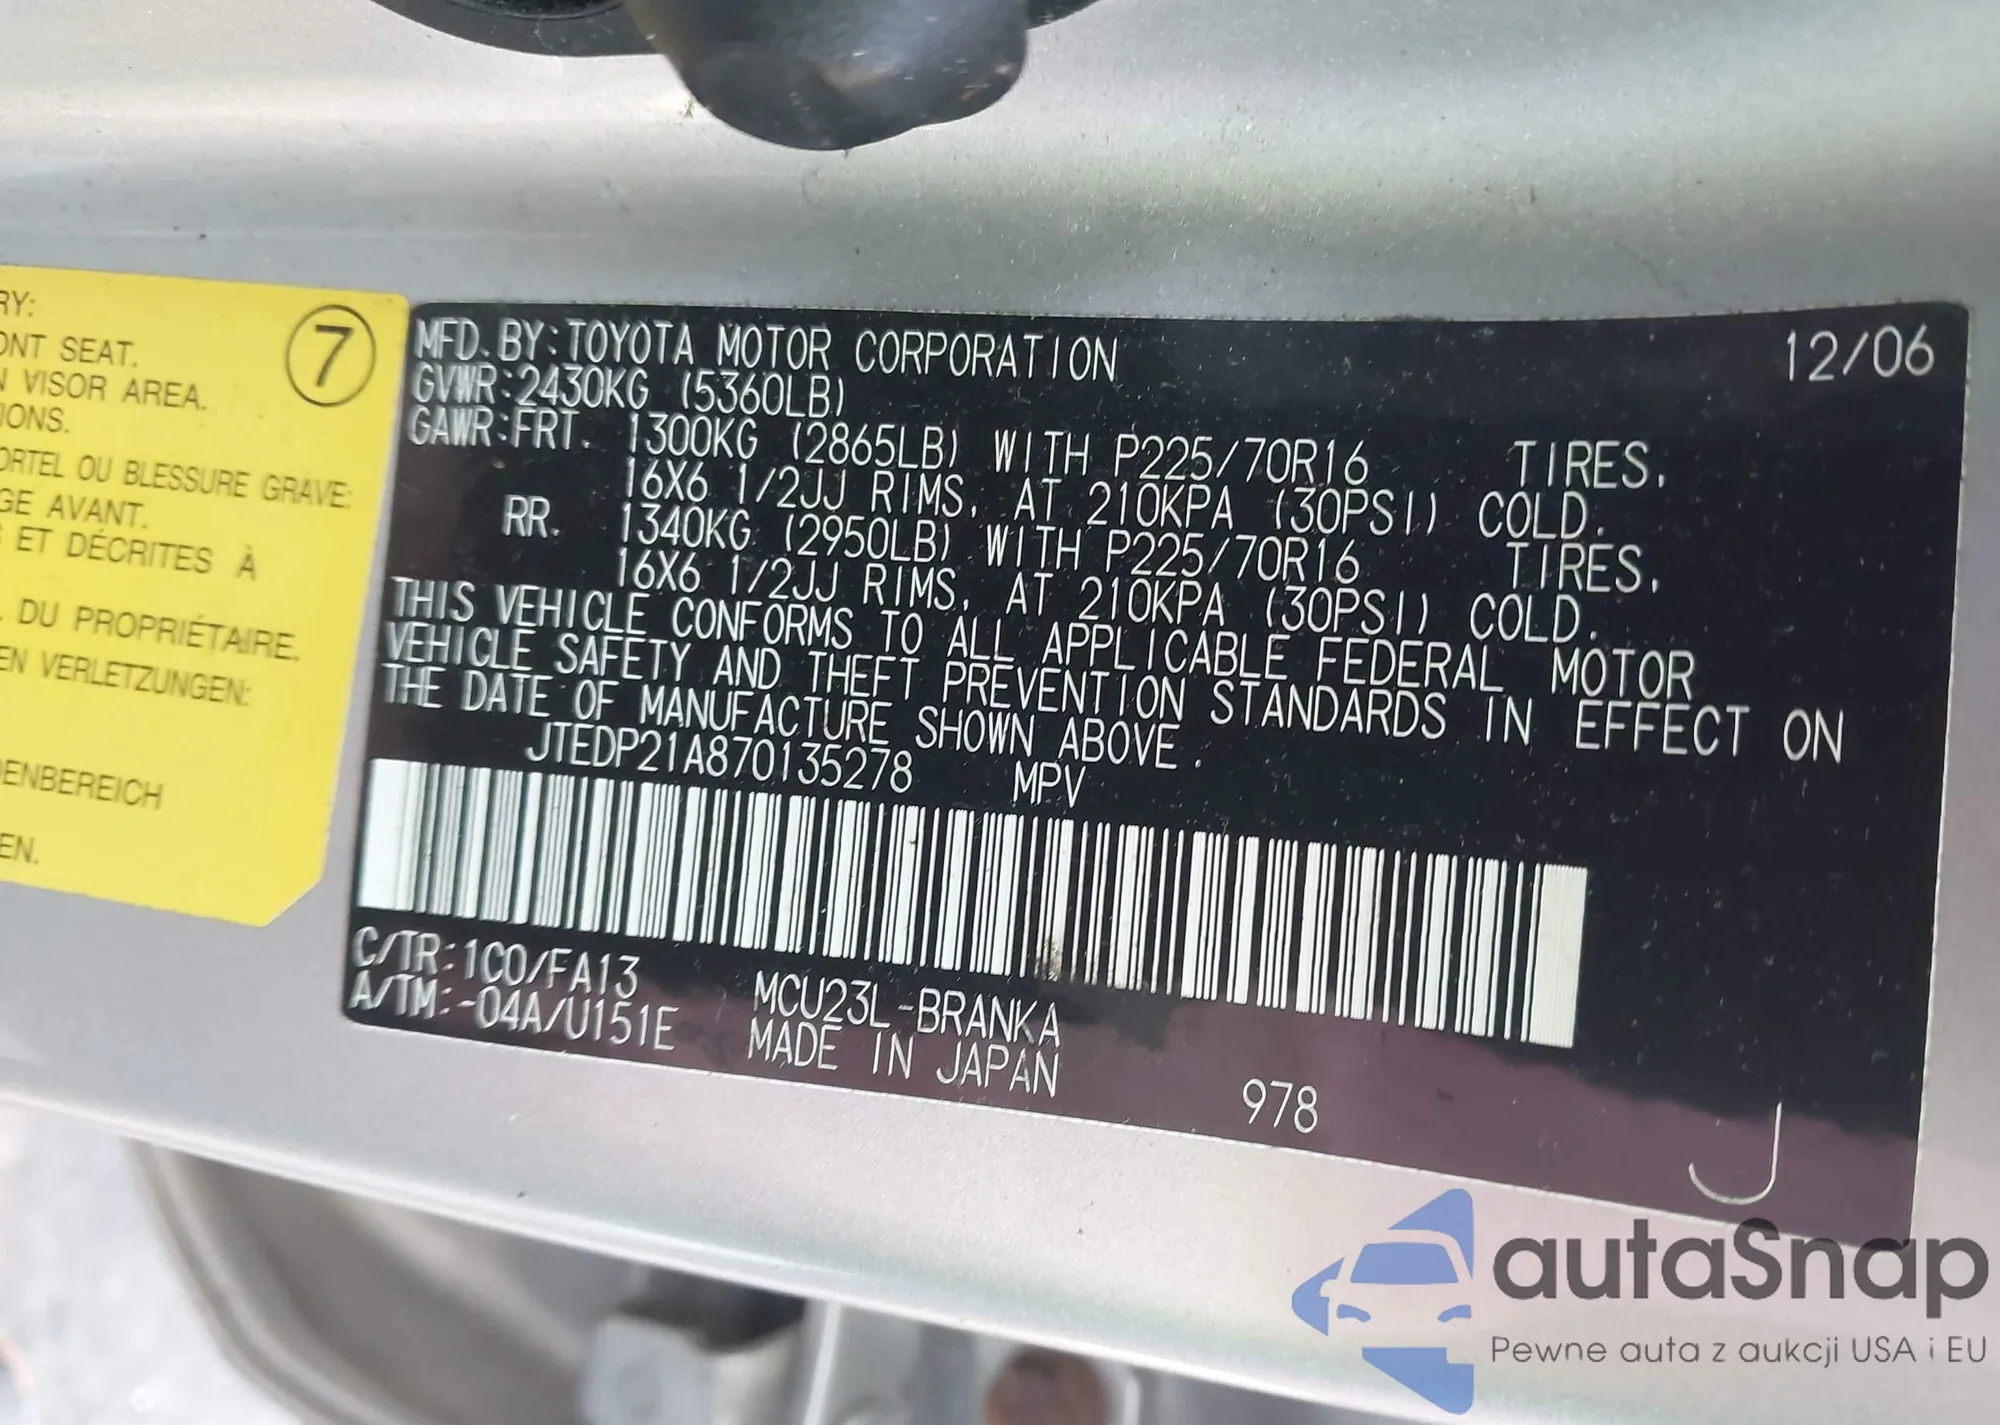 RY:
ONT SEAT.
N VISOR AREA.
IONS.
ORTEL OU BLESSURE GRAVE:
GE AVANT.
S ET DÉCRITES À
L DU PROPRIÉTAIRE.
EN VERLETZUNGEN:
DENBEREICH
EN.
7
MFD. BY: TOYOTA MOTOR CORPORATION 12/06
GVWR: 2430KG (5360LB)
GAWR: FRT. 1300KG (2865LB) WITH P225/70R16 TIRES,
16X6 1/2JJ RIMS, AT 210KPA (30PSI) COLD.
RR. 1340KG (2950LB) WITH P225/70R16 TIRES,
16X6 1/2JJ RIMS, AT 210KPA (30PSI) COLD.
THIS VEHICLE CONFORMS TO ALL APPLICABLE FEDERAL MOTOR
VEHICLE SAFETY AND THEFT PREVENTION STANDARDS IN EFFECT ON
THE DATE OF MANUFACTURE SHOWN ABOVE.
JTEDP21A870135278 MPV
C/TR: 1C0/FA13 MCU23L-BRANKA
A/TM: -04A/U151E MADE IN JAPAN
978
J
autaSnap
Pewne auta z aukcji USA i EU